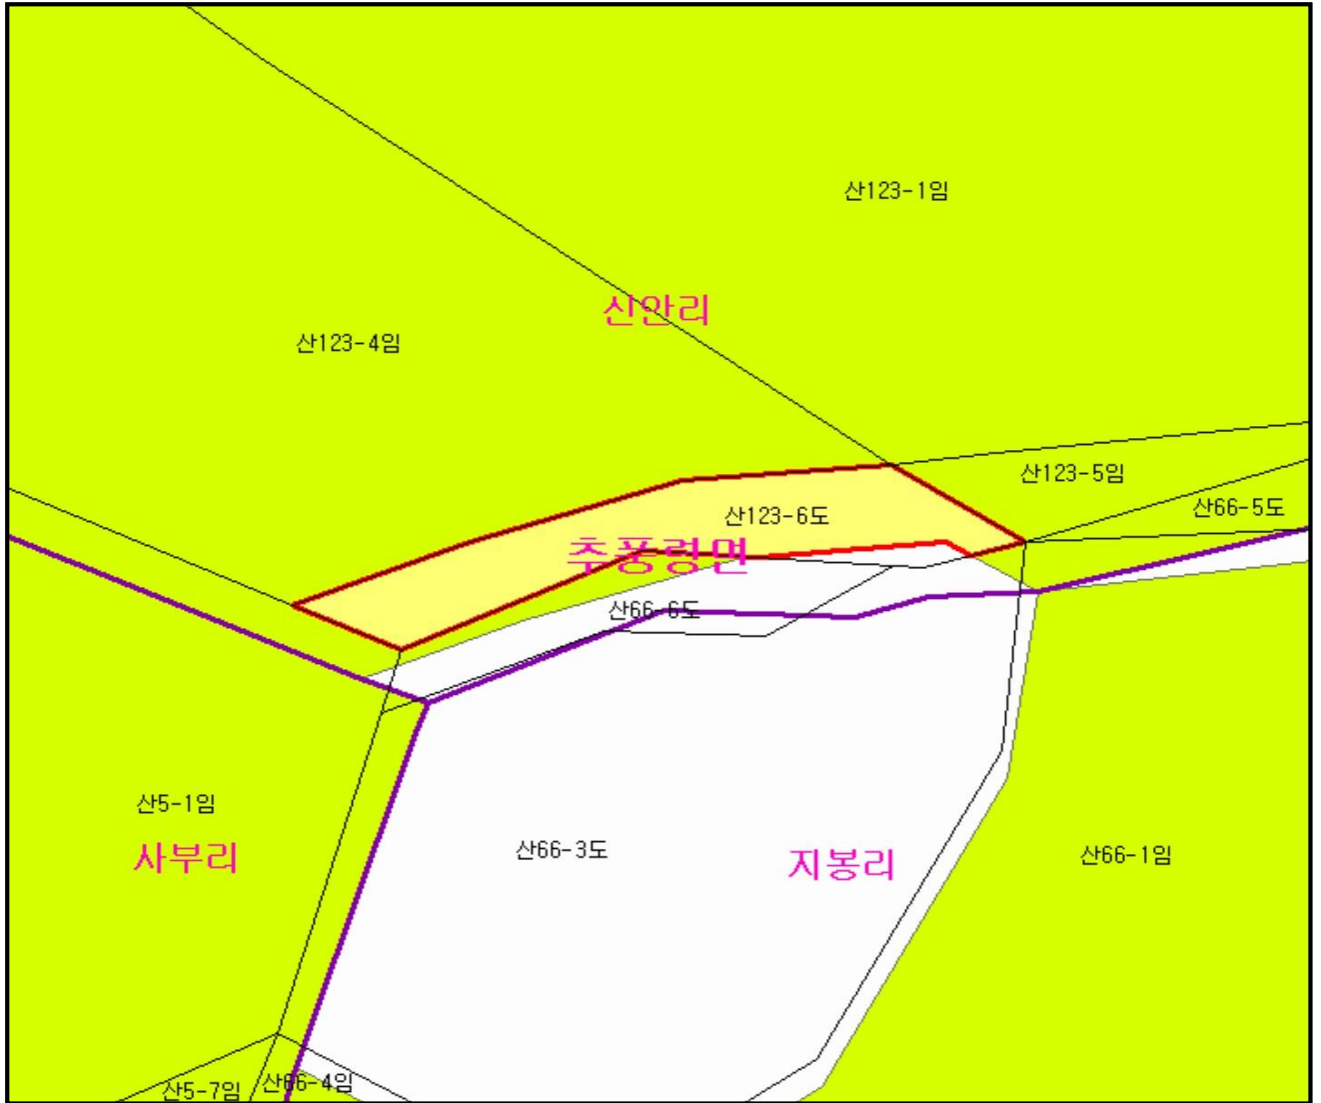 산123-1임
신안리
산123-4임
산123-5임
산66-5도
산123-6도
추풍령면
산66-6도
산5-1임
사부리
산66-3도
지봉리
산66-1임
산5-7임
산66-4임